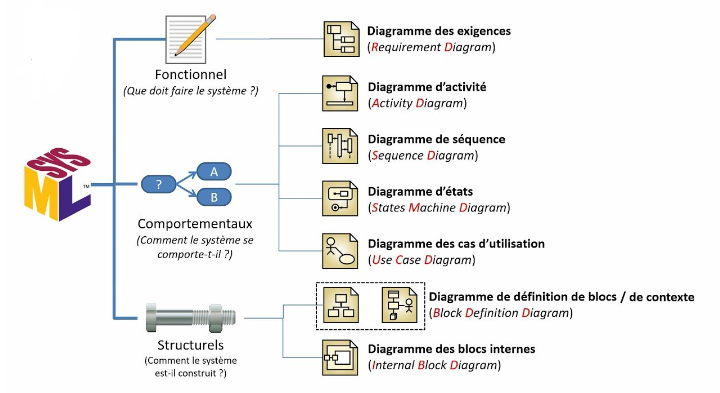 SYS
ML™
Fonctionnel
(Que doit faire le système ?)
Diagramme des exigences
(Requirement Diagram)
Diagramme d’activité
(Activity Diagram)
Diagramme de séquence
(Sequence Diagram)
?
A
B
Comportementaux
(Comment le système se
comporte-t-il ?)
Diagramme d’états
(States Machine Diagram)
Diagramme des cas d’utilisation
(Use Case Diagram)
Structurels
(Comment le système
est-il construit ?)
Diagramme de définition de blocs / de contexte
(Block Definition Diagram)
Diagramme des blocs internes
(Internal Block Diagram)